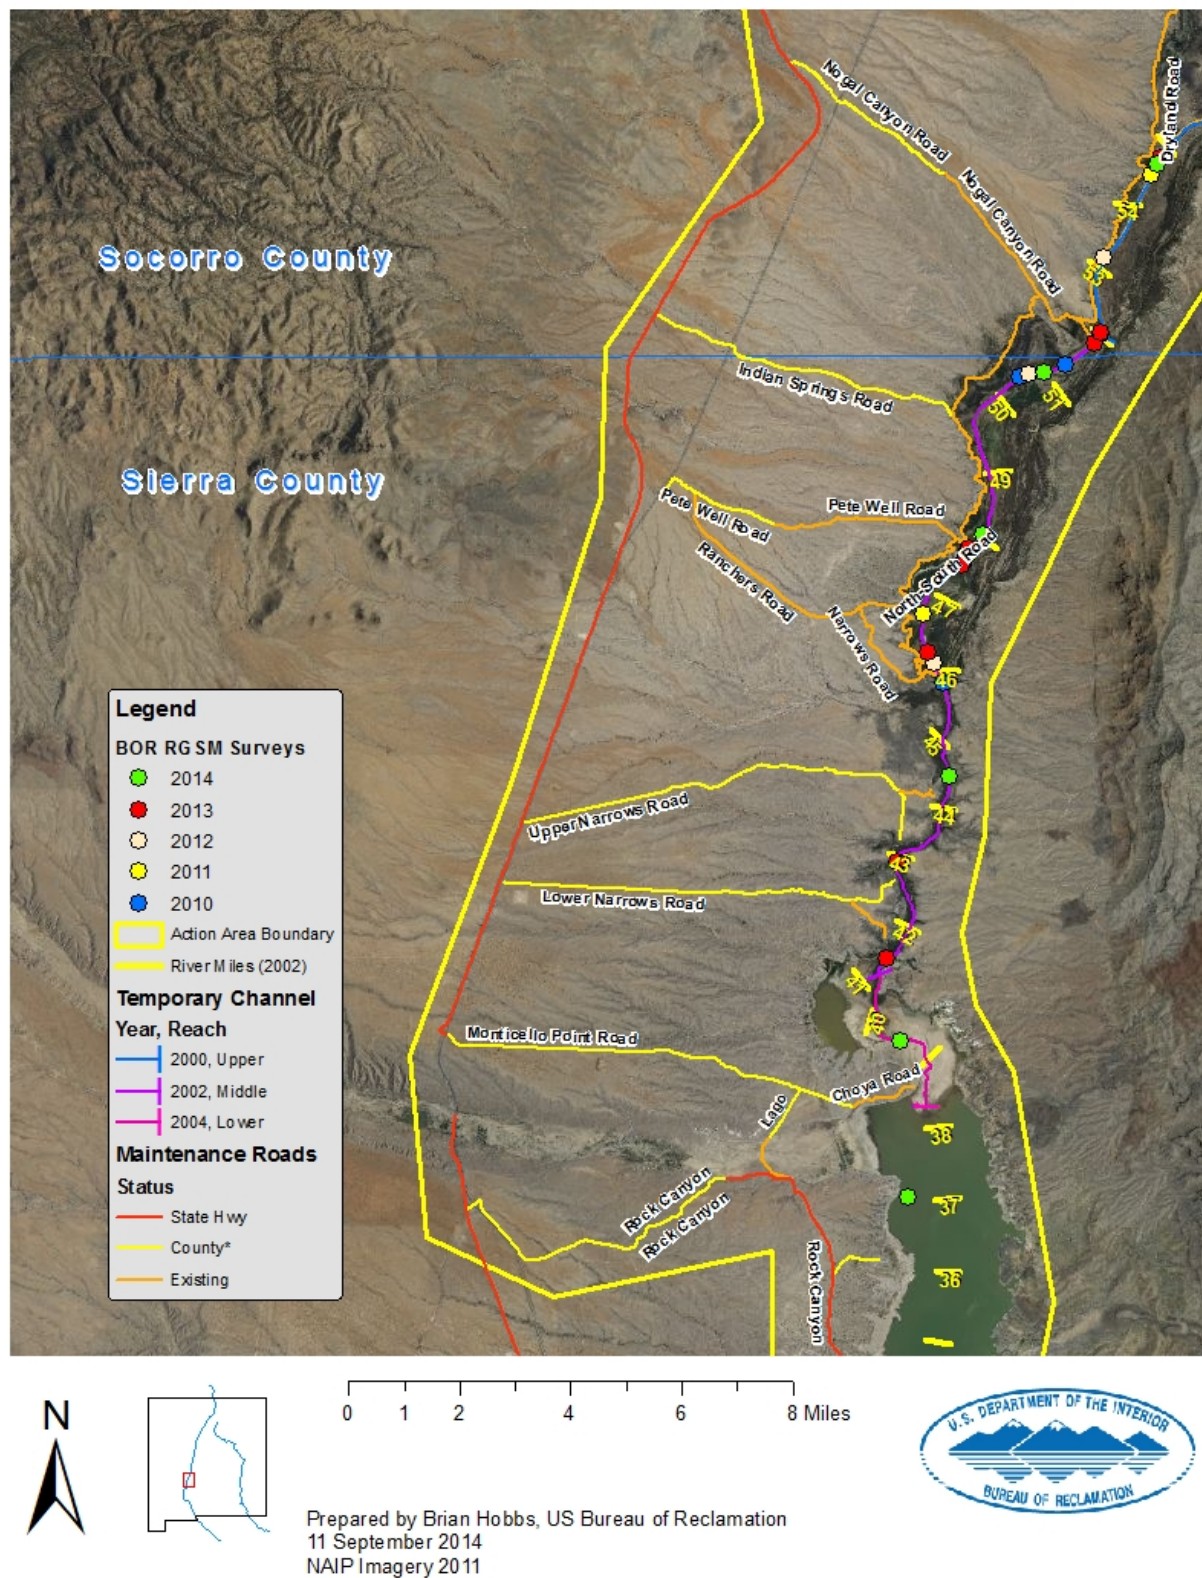 Nogal Canyon Road
Dryland Road
Nogal Canyon Road
54
Socorro County
53
Indian Springs Road
51
50
Sierra County
49
Pete Well Road
Pete Well Road
Ranchers Road
North-South Road
47
Narrows Road
46
45
Upper Narrows Road
44
43
Lower Narrows Road
42
41
40
Monticello Point Road
Choya Road
Lago
38
Rock Canyon
Rock Canyon
37
Rock Canyon
36
Legend
BOR RGSM Surveys
2014
2013
2012
2011
2010
Action Area Boundary
River Miles (2002)
Temporary Channel
Year, Reach
2000, Upper
2002, Middle
2004, Lower
Maintenance Roads
Status
State Hwy
County*
Existing
N
0 1 2 4 6 8 Miles
U.S. DEPARTMENT OF THE INTERIOR
BUREAU OF RECLAMATION
Prepared by Brian Hobbs, US Bureau of Reclamation
11 September 2014
NAIP Imagery 2011